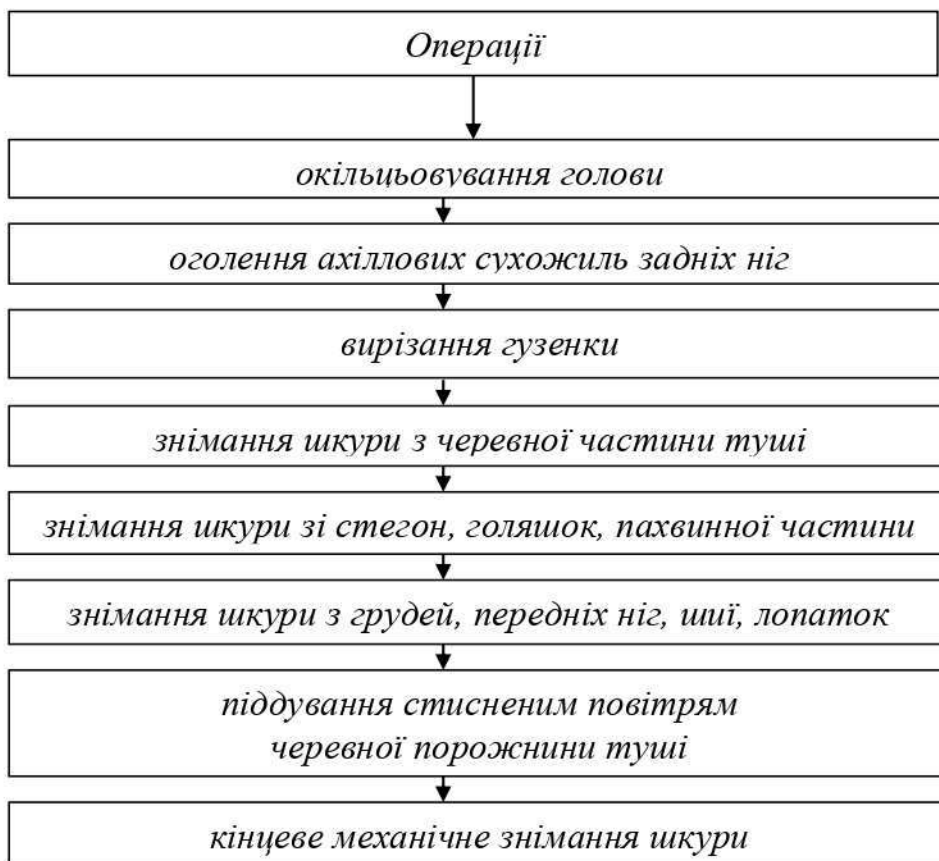 Операції
окільцьовування голови
оголення ахіллових сухожиль задніх ніг
вирізання гузенки
знімання шкури з черевної частини туші
знімання шкури зі стегон, голяшок, пахвинної частини
знімання шкури з грудей, передніх ніг, шиї, лопаток
піддування стисненим повітрям
черевної порожнини туші
кінцеве механічне знімання шкури